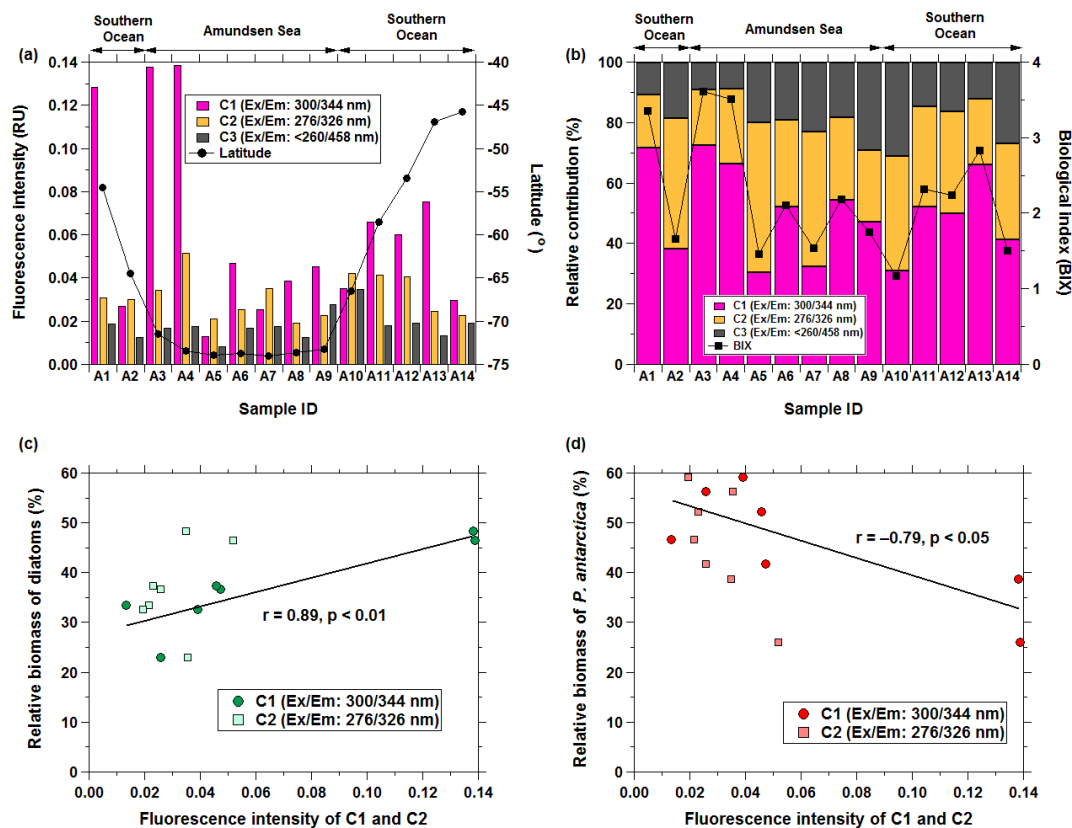 Southern
Ocean
Amundsen Sea
Southern
Ocean
(a)
0.14
0.12
0.10
0.08
0.06
0.04
0.02
0.00
Fluorescence intensity (RU)
C1 (Ex/Em: 300/344 nm)
C2 (Ex/Em: 276/326 nm)
C3 (Ex/Em: <260/458 nm)
Latitude
-40
-45
-50
-55
-60
-65
-70
-75
Latitude (°)
A1 A2 A3 A4 A5 A6 A7 A8 A9 A10 A11 A12 A13 A14
Sample ID
Southern
Ocean
Amundsen Sea
Southern
Ocean
(b)
100
80
60
40
20
0
Relative contribution (%)
C1 (Ex/Em: 300/344 nm)
C2 (Ex/Em: 276/326 nm)
C3 (Ex/Em: <260/458 nm)
BIX
4
3
2
1
0
Biological index (BIX)
A1 A2 A3 A4 A5 A6 A7 A8 A9 A10 A11 A12 A13 A14
Sample ID
(c)
60
50
40
30
20
10
0
Relative biomass of diatoms (%)
r = 0.89, p < 0.01
C1 (Ex/Em: 300/344 nm)
C2 (Ex/Em: 276/326 nm)
0.00 0.02 0.04 0.06 0.08 0.10 0.12 0.14
Fluorescence intensity of C1 and C2
(d)
60
50
40
30
20
10
0
Relative biomass of P. antarctica (%)
r = –0.79, p < 0.05
C1 (Ex/Em: 300/344 nm)
C2 (Ex/Em: 276/326 nm)
0.00 0.02 0.04 0.06 0.08 0.10 0.12 0.14
Fluorescence intensity of C1 and C2